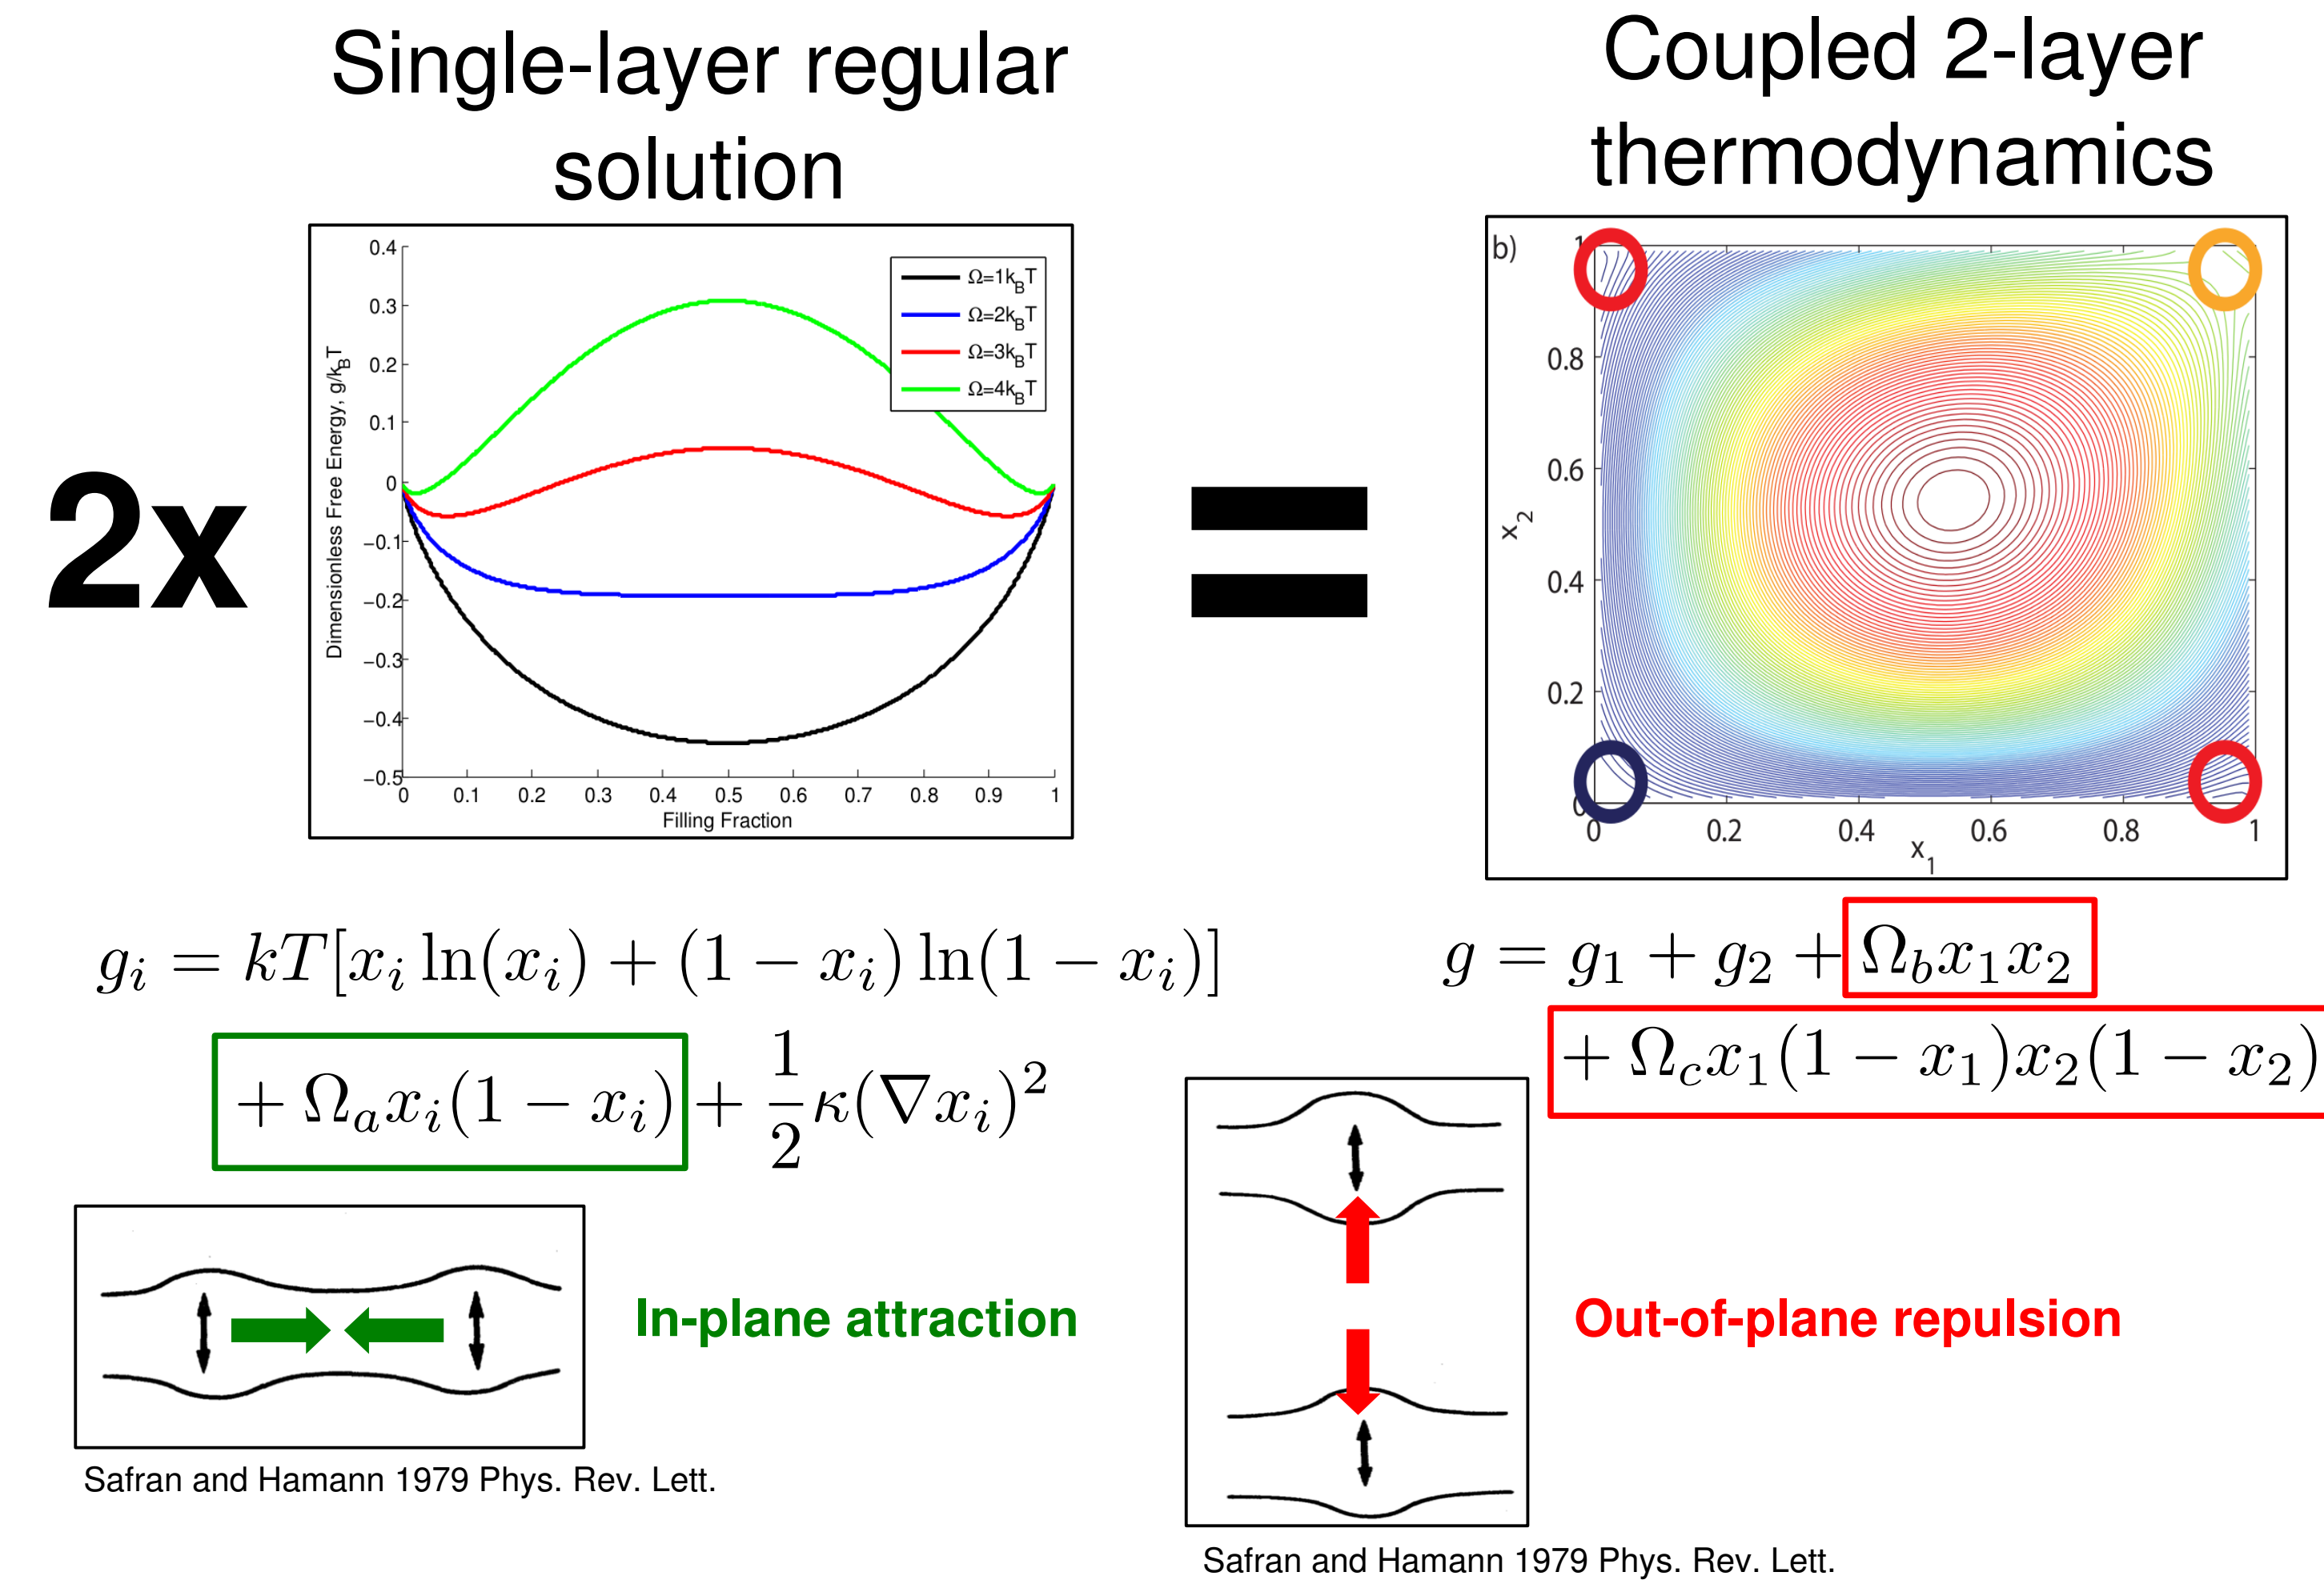 Single-layer regular
solution
Coupled 2-layer
thermodynamics
2x
0.4
0.3
0.2
0.1
0
−0.1
−0.2
−0.3
−0.4
−0.5
Dimensionless Free Energy, g/k_BT
Ω=1k_BT
Ω=2k_BT
Ω=3k_BT
Ω=4k_BT
0 0.1 0.2 0.3 0.4 0.5 0.6 0.7 0.8 0.9 1
Filling Fraction
=
b)
1
0.8
0.6
0.4
0.2
0
x_2
0 0.2 0.4 0.6 0.8 1
x_1
g_i = kT[x_i ln(x_i) + (1 − x_i) ln(1 − x_i)]
+ Ω_a x_i(1 − x_i) + 1/2 κ(∇x_i)^2
g = g_1 + g_2 + Ω_b x_1 x_2
+ Ω_c x_1(1 − x_1)x_2(1 − x_2)
In-plane attraction
Safran and Hamann 1979 Phys. Rev. Lett.
Out-of-plane repulsion
Safran and Hamann 1979 Phys. Rev. Lett.